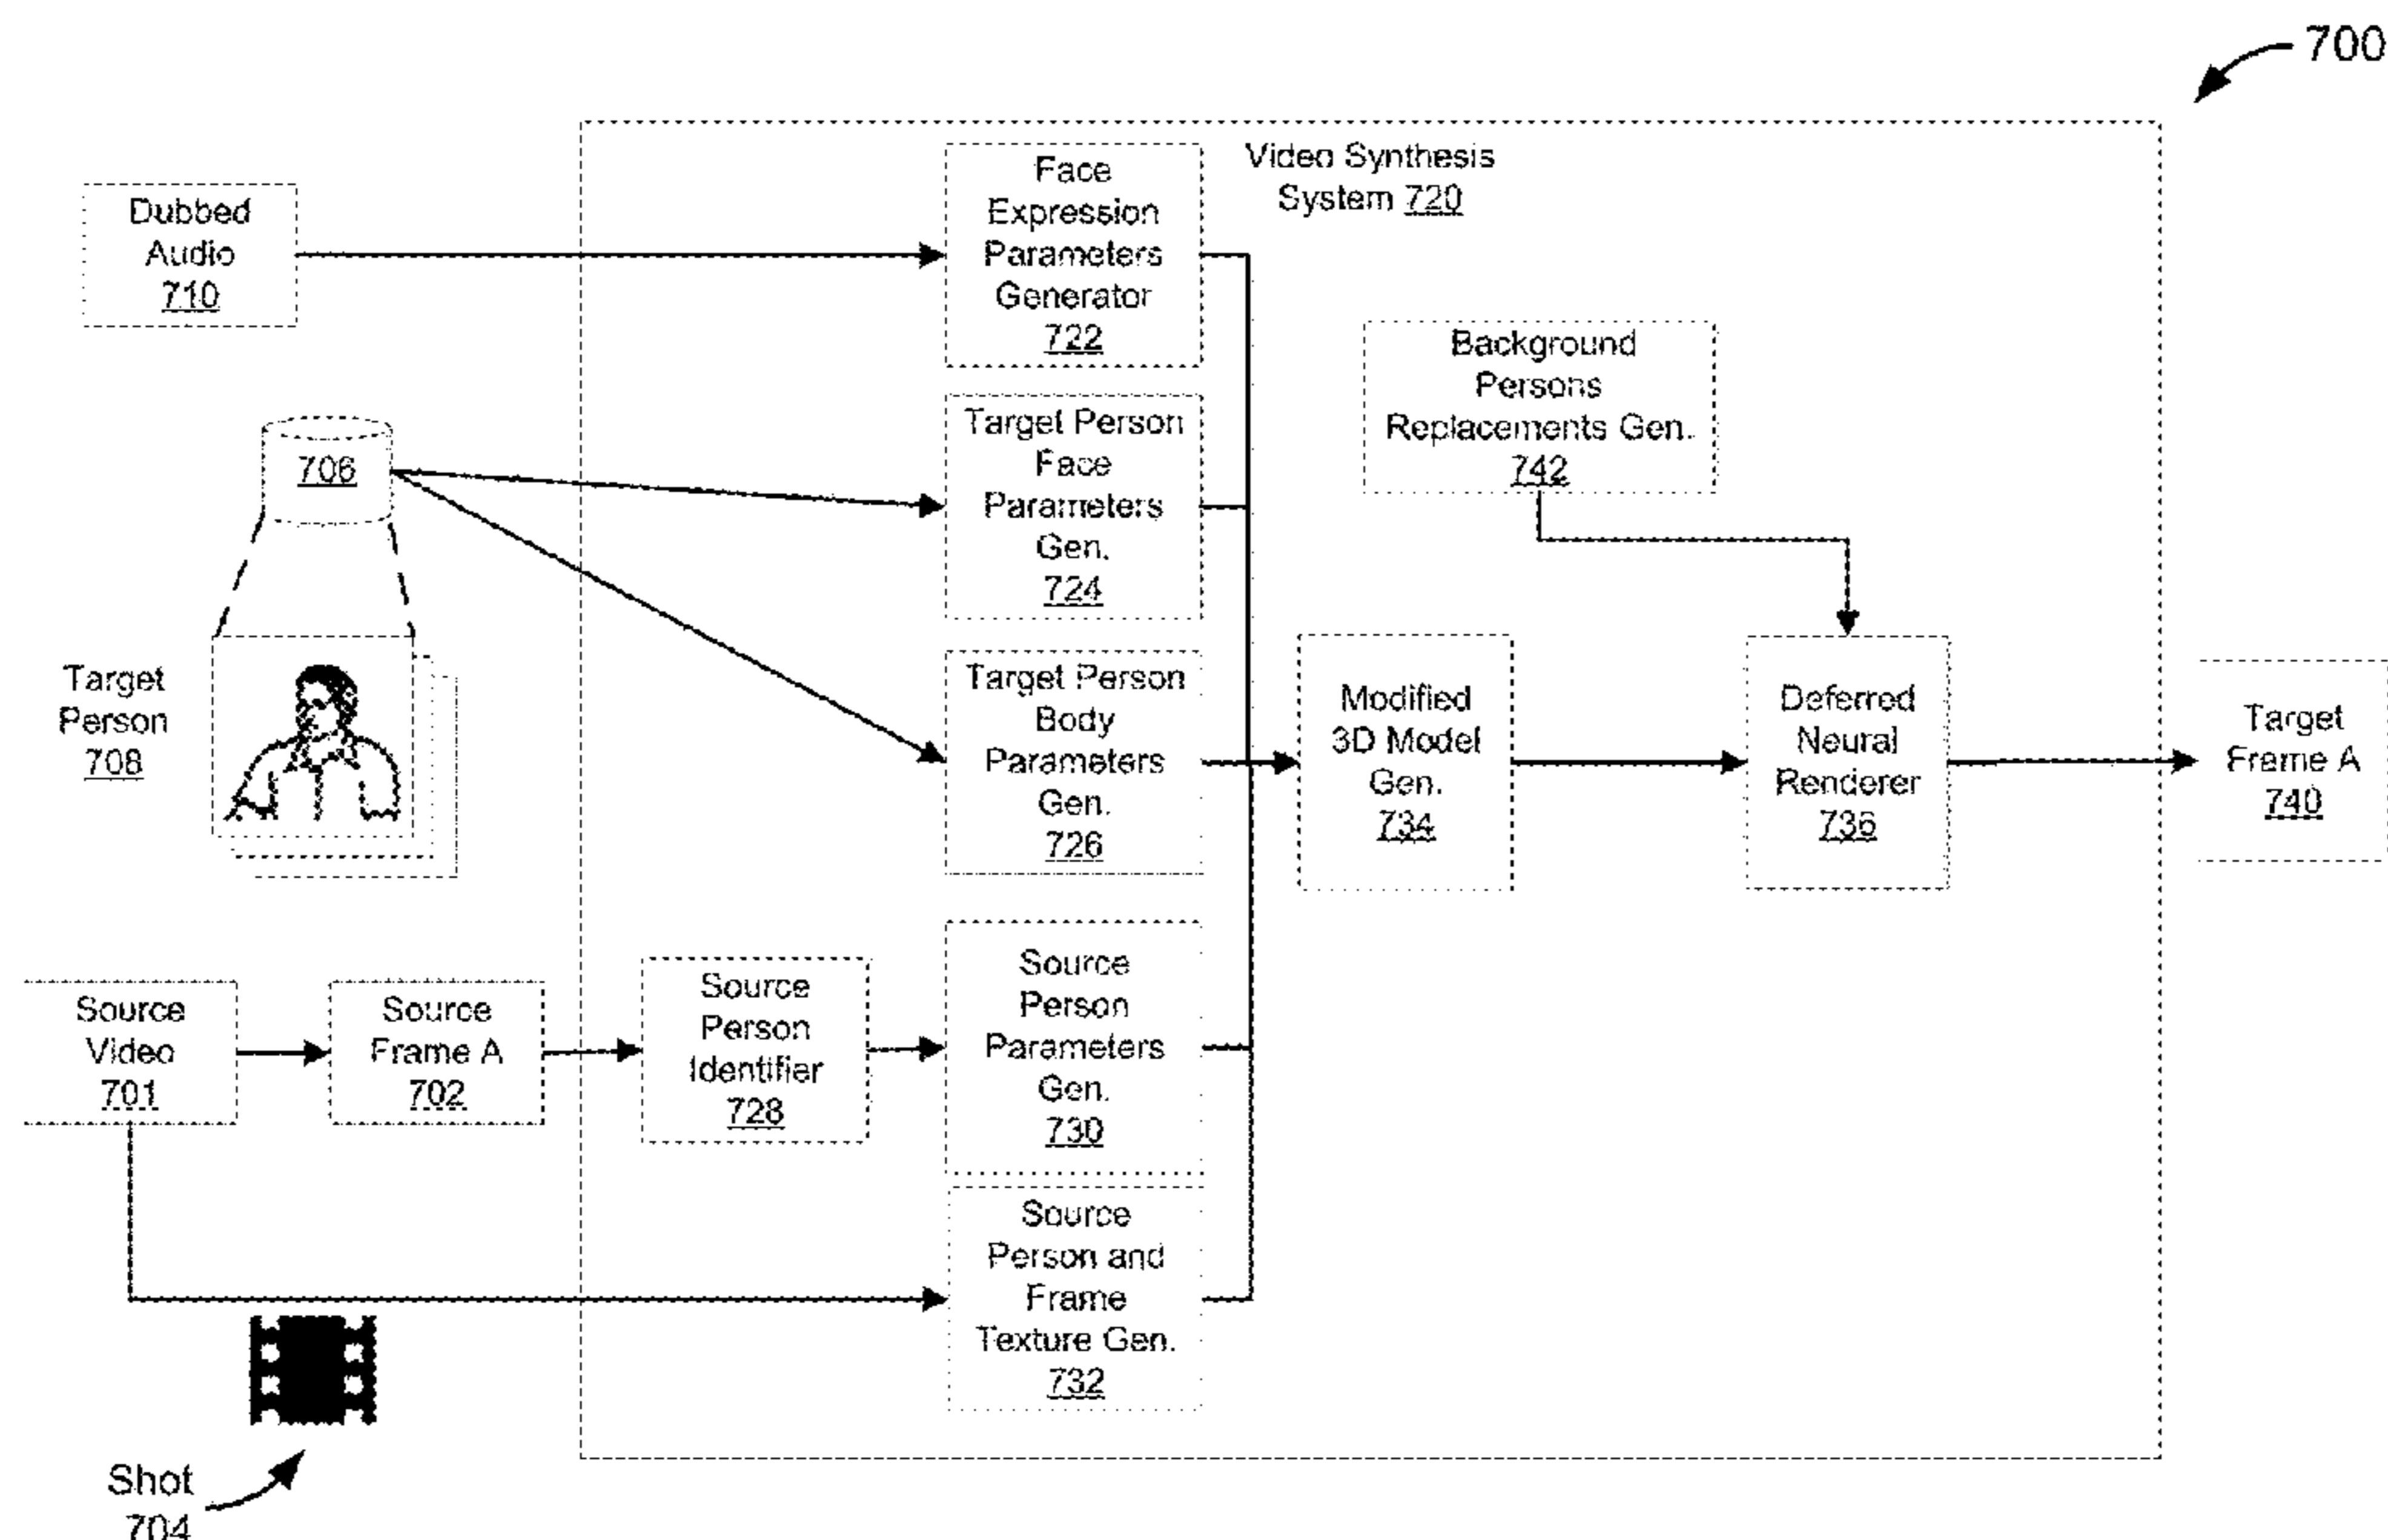 700
Video Synthesis
System 720
Dubbed
Audio
710
Face
Expression
Parameters
Generator
722
Background
Persons
Replacements Gen.
742
706
Target Person
Face
Parameters
Gen.
724
Target
Person
708
Target Person
Body
Parameters
Gen.
726
Modified
3D Model
Gen.
734
Deferred
Neural
Renderer
736
Target
Frame A
740
Source
Video
701
Source
Frame A
702
Source
Person
Identifier
728
Source
Person
Parameters
Gen.
730
Source
Person and
Frame
Texture Gen.
732
Shot
704